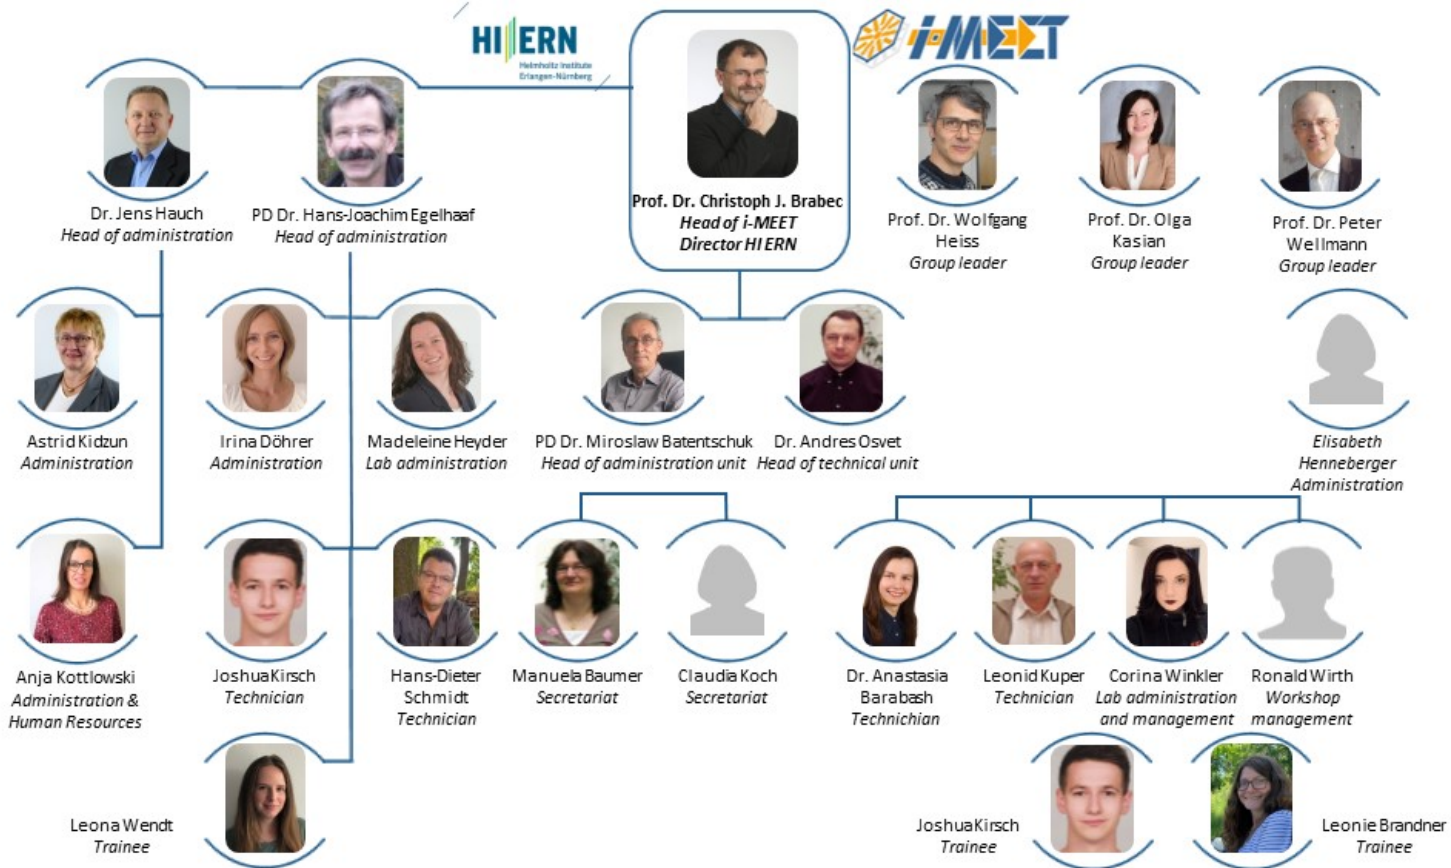 HI ERN
Helmholtz Institute
Erlangen-Nürnberg
i-MEET
Dr. Jens Hauch
Head of administration
PD Dr. Hans-Joachim Egelhaaf
Head of administration
Prof. Dr. Christoph J. Brabec
Head of i-MEET
Director HI ERN
Prof. Dr. Wolfgang
Heiss
Group leader
Prof. Dr. Olga
Kasian
Group leader
Prof. Dr. Peter
Wellmann
Group leader
Astrid Kidzun
Administration
Irina Döhrer
Administration
Madeleine Heyder
Lab administration
PD Dr. Miroslaw Batentschuk
Head of administration unit
Dr. Andres Osvet
Head of technical unit
Elisabeth
Henneberger
Administration
Anja Kottlowski
Administration &
Human Resources
Joshua Kirsch
Technician
Hans-Dieter
Schmidt
Technician
Manuela Baumer
Secretariat
Claudia Koch
Secretariat
Dr. Anastasia
Barabash
Technichian
Leonid Kuper
Technician
Corina Winkler
Lab administration
and management
Ronald Wirth
Workshop
management
Leona Wendt
Trainee
Joshua Kirsch
Trainee
Leonie Brandner
Trainee